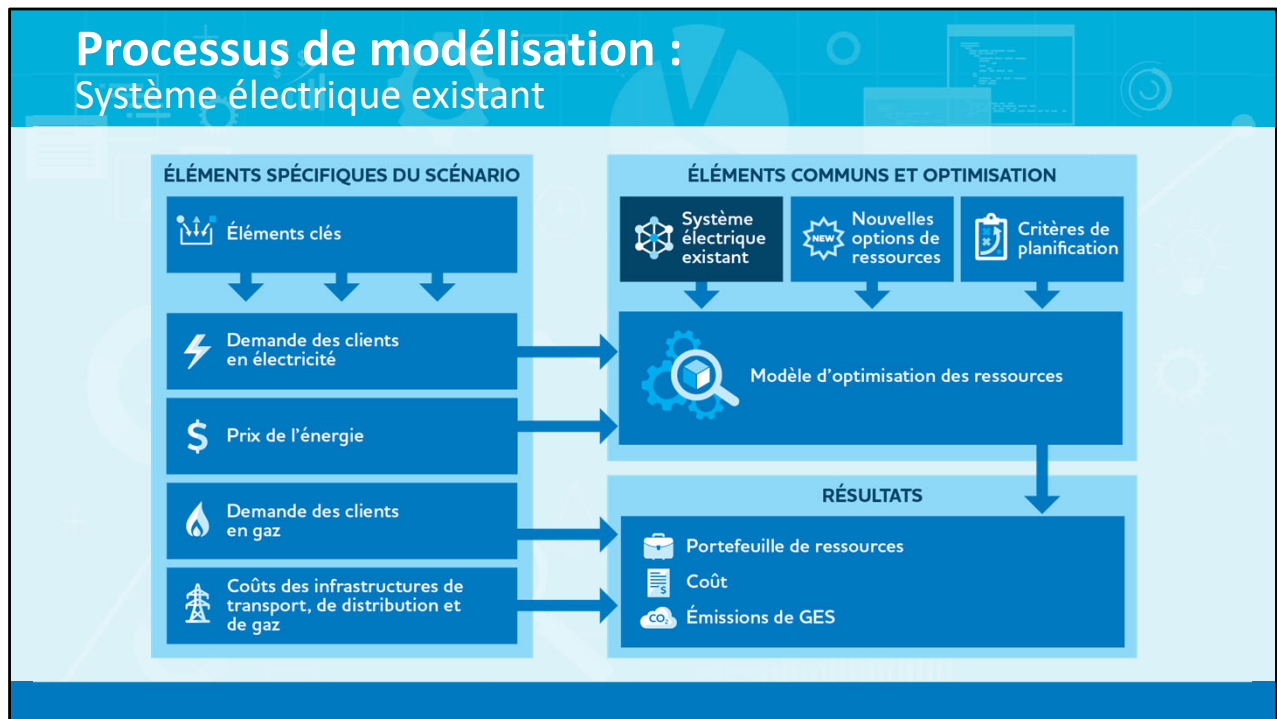 Processus de modélisation :
Système électrique existant
ÉLÉMENTS SPÉCIFIQUES DU SCÉNARIO
Éléments clés
Demande des clients
en électricité
Prix de l'énergie
Demande des clients
en gaz
Coûts des infrastructures de
transport, de distribution et
de gaz
ÉLÉMENTS COMMUNS ET OPTIMISATION
Système
électrique
existant
NEW
Nouvelles
options de
ressources
Critères de
planification
Modèle d'optimisation des ressources
RÉSULTATS
Portefeuille de ressources
$
Coût
CO₂
Émissions de GES